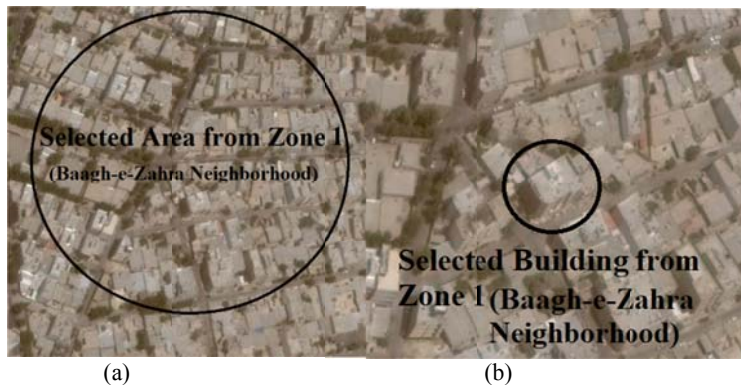 Selected Area from Zone 1
(Baagh-e-Zahra Neighborhood)
Selected Building from
Zone 1 (Baagh-e-Zahra
Neighborhood)
(a)
(b)